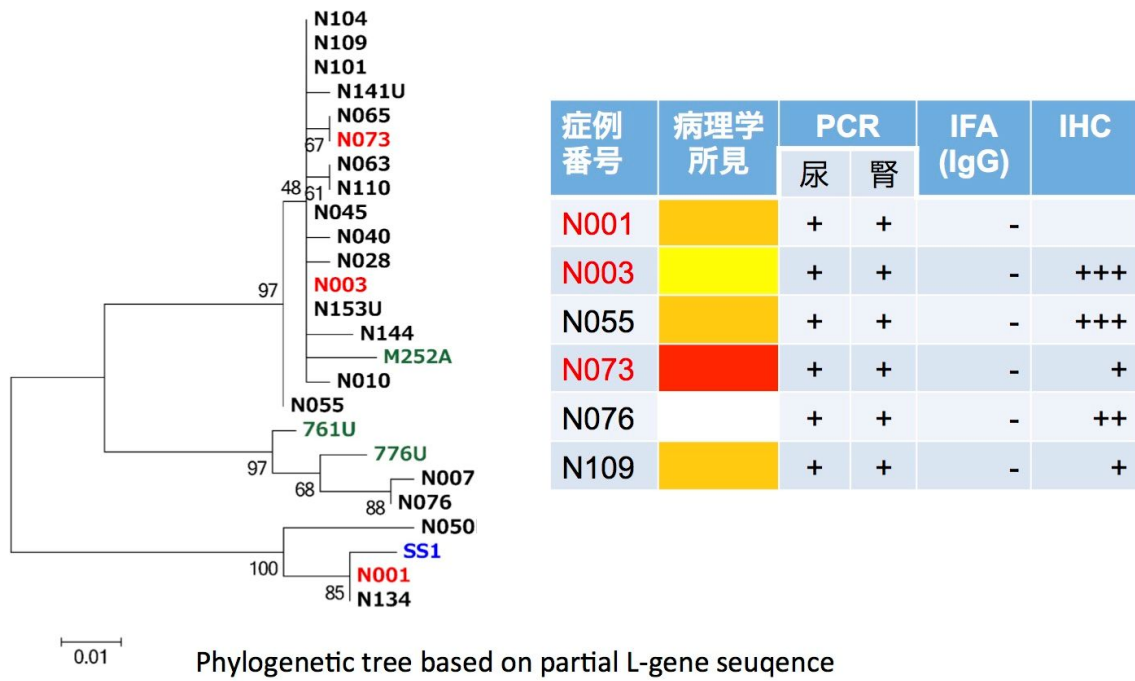 N104
N109
N101
N141U
N065
N073
67
N063
N110
48
61
N045
N040
N028
N003
97
N153U
N144
M252A
N010
N055
761U
776U
97
N007
68
N076
88
N050
SS1
100
N001
85
N134
0.01
Phylogenetic tree based on partial L-gene seuqence
症例番号 病理学所見 PCR IFA (IgG) IHC
尿 腎
N001 + + -
N003 + + - +++
N055 + + - +++
N073 + + - +
N076 + + - ++
N109 + + - +